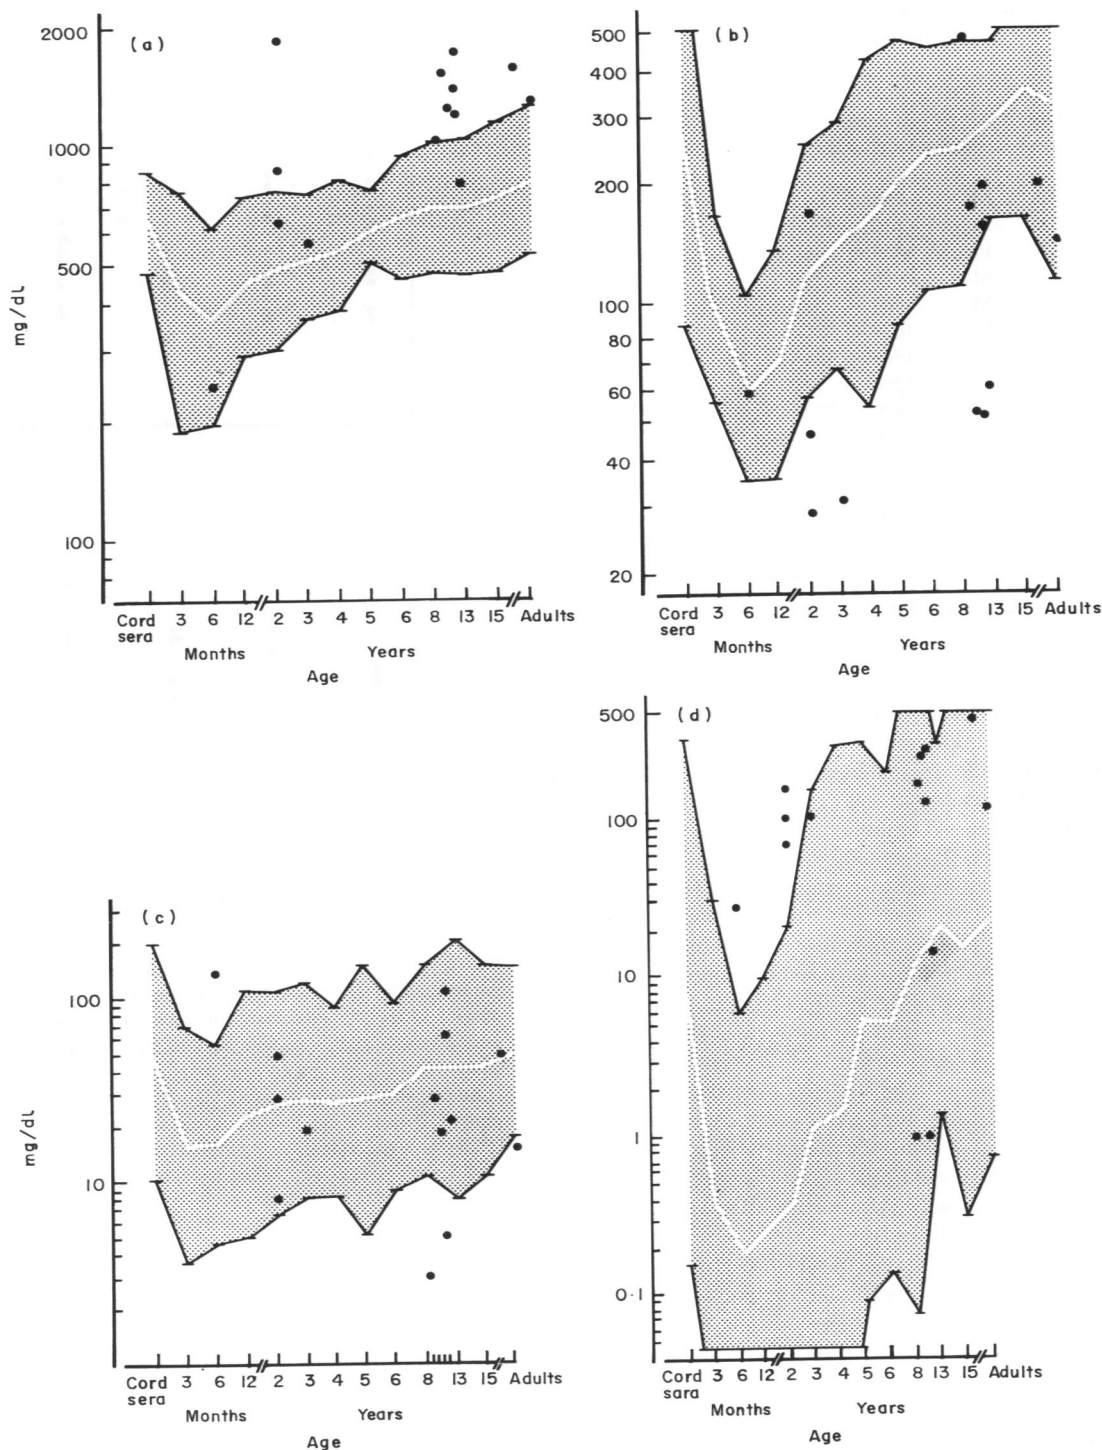 (a)
2000
1000
500
100
mg/dl
Cord sera 3 6 12 2 3 4 5 6 8 13 15 Adults
Months Years
Age
(b)
500
400
300
200
100
80
60
40
20
Cord sera 3 6 12 2 3 4 5 6 8 13 15 Adults
Months Years
Age
(c)
100
10
mg/dl
Cord sera 3 6 12 2 3 4 5 6 8 13 15 Adults
Months Years
Age
(d)
500
100
10
1
0·1
Cord sara 3 6 12 2 3 4 5 6 8 13 15 Adults
Months Years
Age